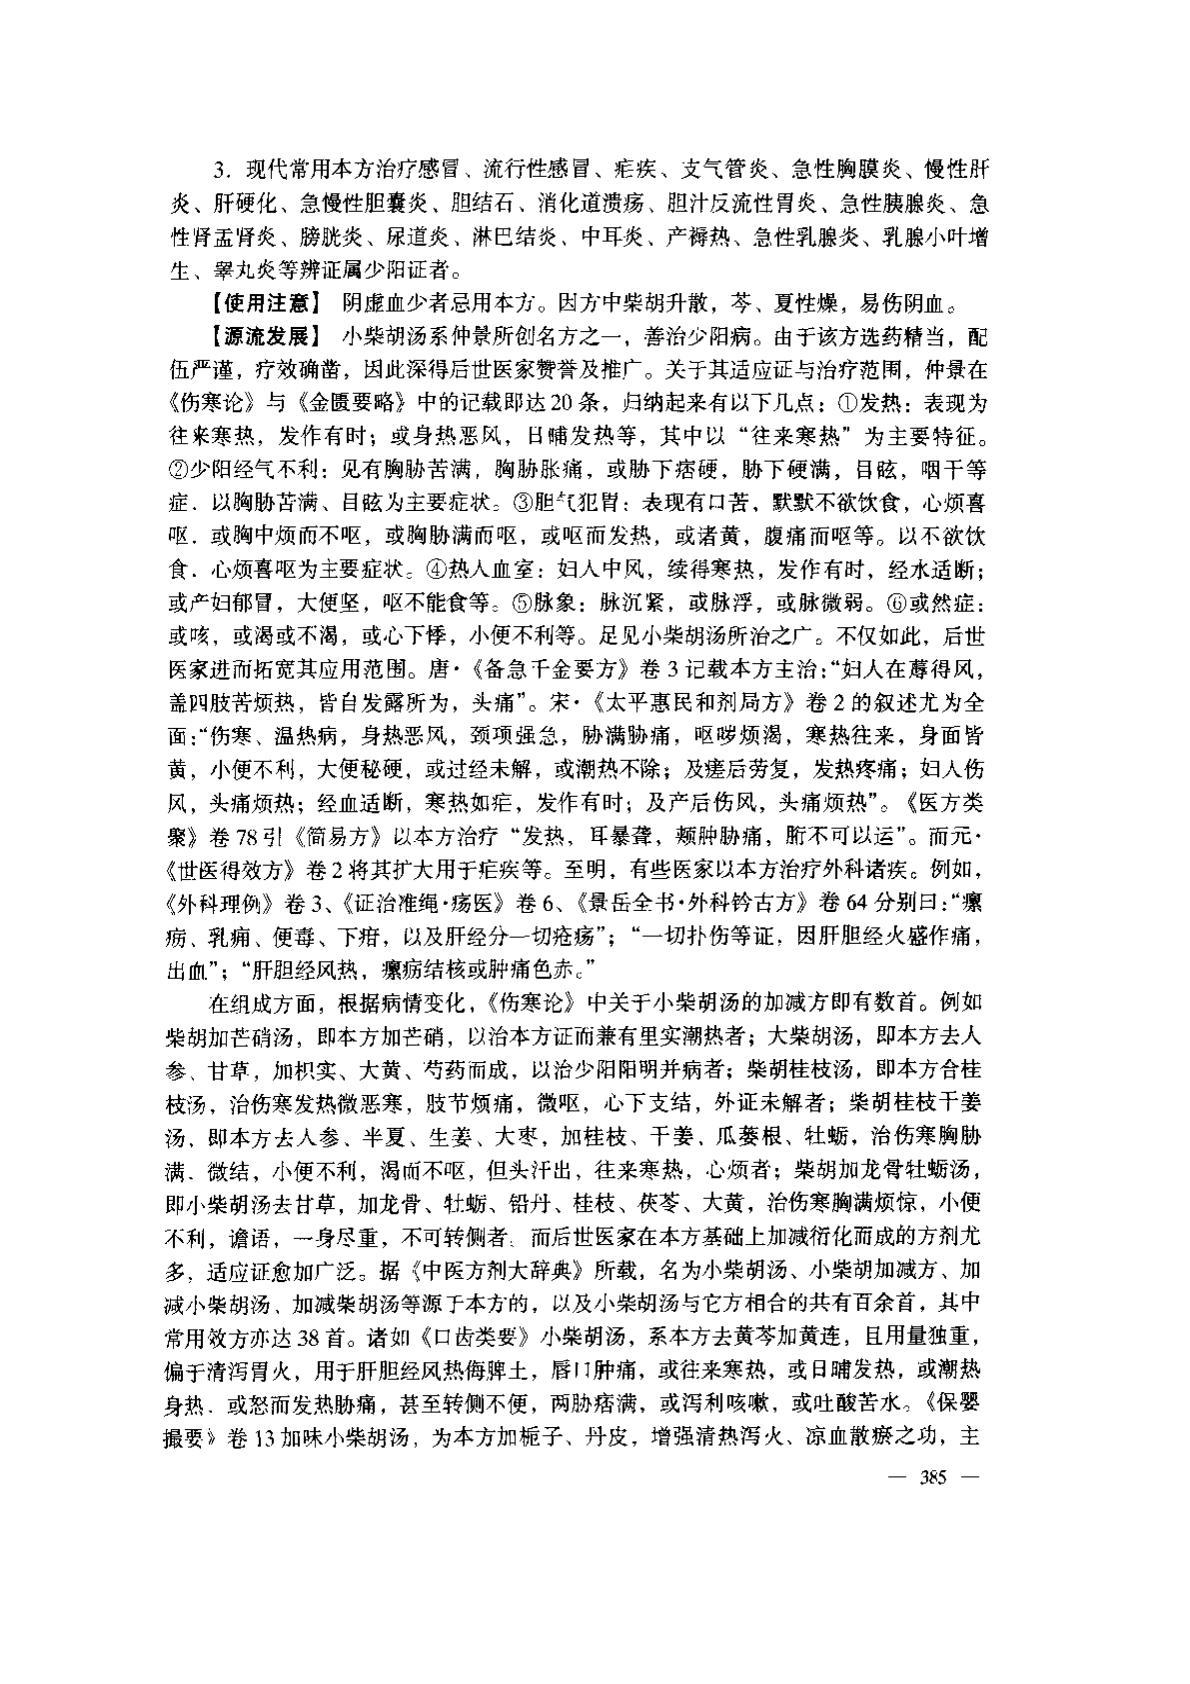 3．现代常用本方治疗感冒、流行性感冒、疟疾、支气管炎、急性胸膜炎、慢性肝
炎、肝硬化、急慢性胆囊炎、胆结石、消化道溃疡、胆汁反流性胃炎、急性胰腺炎、急
性肾盂肾炎、膀胱炎、尿道炎、淋巴结炎、中耳炎、产褥热、急性乳腺炎、乳腺小叶增
生、睾丸炎等辨证属少阳证者。
【使用注意】 阴虚血少者忌用本方。因方中柴胡升散，芩、夏性燥，易伤阴血。
【源流发展】 小柴胡汤系仲景所创名方之一，善治少阳病。由于该方选药精当，配
伍严谨，疗效确凿，因此深得后世医家赞誉及推广。关于其适应证与治疗范围，仲景在
《伤寒论》与《金匮要略》中的记载即达20条，归纳起来有以下几点：①发热：表现为
往来寒热，发作有时；或身热恶风，日晡发热等，其中以“往来寒热”为主要特征。
②少阳经气不利：见有胸胁苦满，胸胁胀痛，或胁下痞硬，胁下硬满，目眩，咽干等
症．以胸胁苦满、目眩为主要症状。③胆气犯胃：表现有口苦，默默不欲饮食，心烦喜
呕．或胸中烦而不呕，或胸胁满而呕，或呕而发热，或诸黄，腹痛而呕等。以不欲饮
食．心烦喜呕为主要症状。④热人血室：妇人中风，续得寒热，发作有时，经水适断；
或产妇郁冒，大便坚，呕不能食等。⑤脉象：脉沉紧，或脉浮，或脉微弱。⑥或然症：
或咳，或渴或不渴，或心下悸，小便不利等。足见小柴胡汤所治之广。不仅如此，后世
医家进而拓宽其应用范围。唐·《备急千金要方》卷3记载本方主治：“妇人在蓐得风，
盖四肢苦烦热，皆自发露所为，头痛”。宋·《太平惠民和剂局方》卷2的叙述尤为全
面：“伤寒、温热病，身热恶风，颈项强急，胁满胁痛，呕哕烦渴，寒热往来，身面皆
黄，小便不利，大便秘硬，或过经未解，或潮热不除；及瘥后劳复，发热疼痛；妇人伤
风，头痛烦热；经血适断，寒热如疟，发作有时；及产后伤风，头痛烦热”。《医方类
聚》卷78引《简易方》以本方治疗“发热，耳暴聋，颊肿胁痛，胻不可以运”。而元·
《世医得效方》卷2将其扩大用于疟疾等。至明，有些医家以本方治疗外科诸疾。例如，
《外科理例》卷3、《证治准绳·疡医》卷6、《景岳全书·外科钤古方》卷64分别曰：“瘰
疬、乳痈、便毒、下疳，以及肝经分一切疮疡”；“一切扑伤等证，因肝胆经火盛作痛，
出血”；“肝胆经风热，瘰疬结核或肿痛色赤。”
在组成方面，根据病情变化，《伤寒论》中关于小柴胡汤的加减方即有数首。例如
柴胡加芒硝汤，即本方加芒硝，以治本方证而兼有里实潮热者；大柴胡汤，即本方去人
参、甘草，加枳实、大黄、芍药而成，以治少阳阳明并病者；柴胡桂枝汤，即本方合桂
枝汤，治伤寒发热微恶寒，肢节烦痛，微呕，心下支结，外证未解者；柴胡桂枝干姜
汤，即本方去人参、半夏、生姜、大枣，加桂枝、干姜、瓜蒌根、牡蛎，治伤寒胸胁
满．微结，小便不利，渴而不呕，但头汗出，往来寒热，心烦者；柴胡加龙骨牡蛎汤，
即小柴胡汤去甘草，加龙骨、牡蛎、铅丹、桂枝、茯苓、大黄，治伤寒胸满烦惊，小便
不利，谵语，一身尽重，不可转侧者。而后世医家在本方基础上加减衍化而成的方剂尤
多，适应证愈加广泛。据《中医方剂大辞典》所载，名为小柴胡汤、小柴胡加减方、加
减小柴胡汤、加减柴胡汤等源于本方的，以及小柴胡汤与它方相合的共有百余首，其中
常用效方亦达38首。诸如《口齿类要》小柴胡汤，系本方去黄芩加黄连，且用量独重，
偏于清泻胃火，用于肝胆经风热侮脾土，唇口肿痛，或往来寒热，或日晡发热，或潮热
身热．或怒而发热胁痛，甚至转侧不便，两胁痞满，或泻利咳嗽，或吐酸苦水。《保婴
撮要》卷13加味小柴胡汤，为本方加栀子、丹皮，增强清热泻火、凉血散瘀之功，主
— 385 —